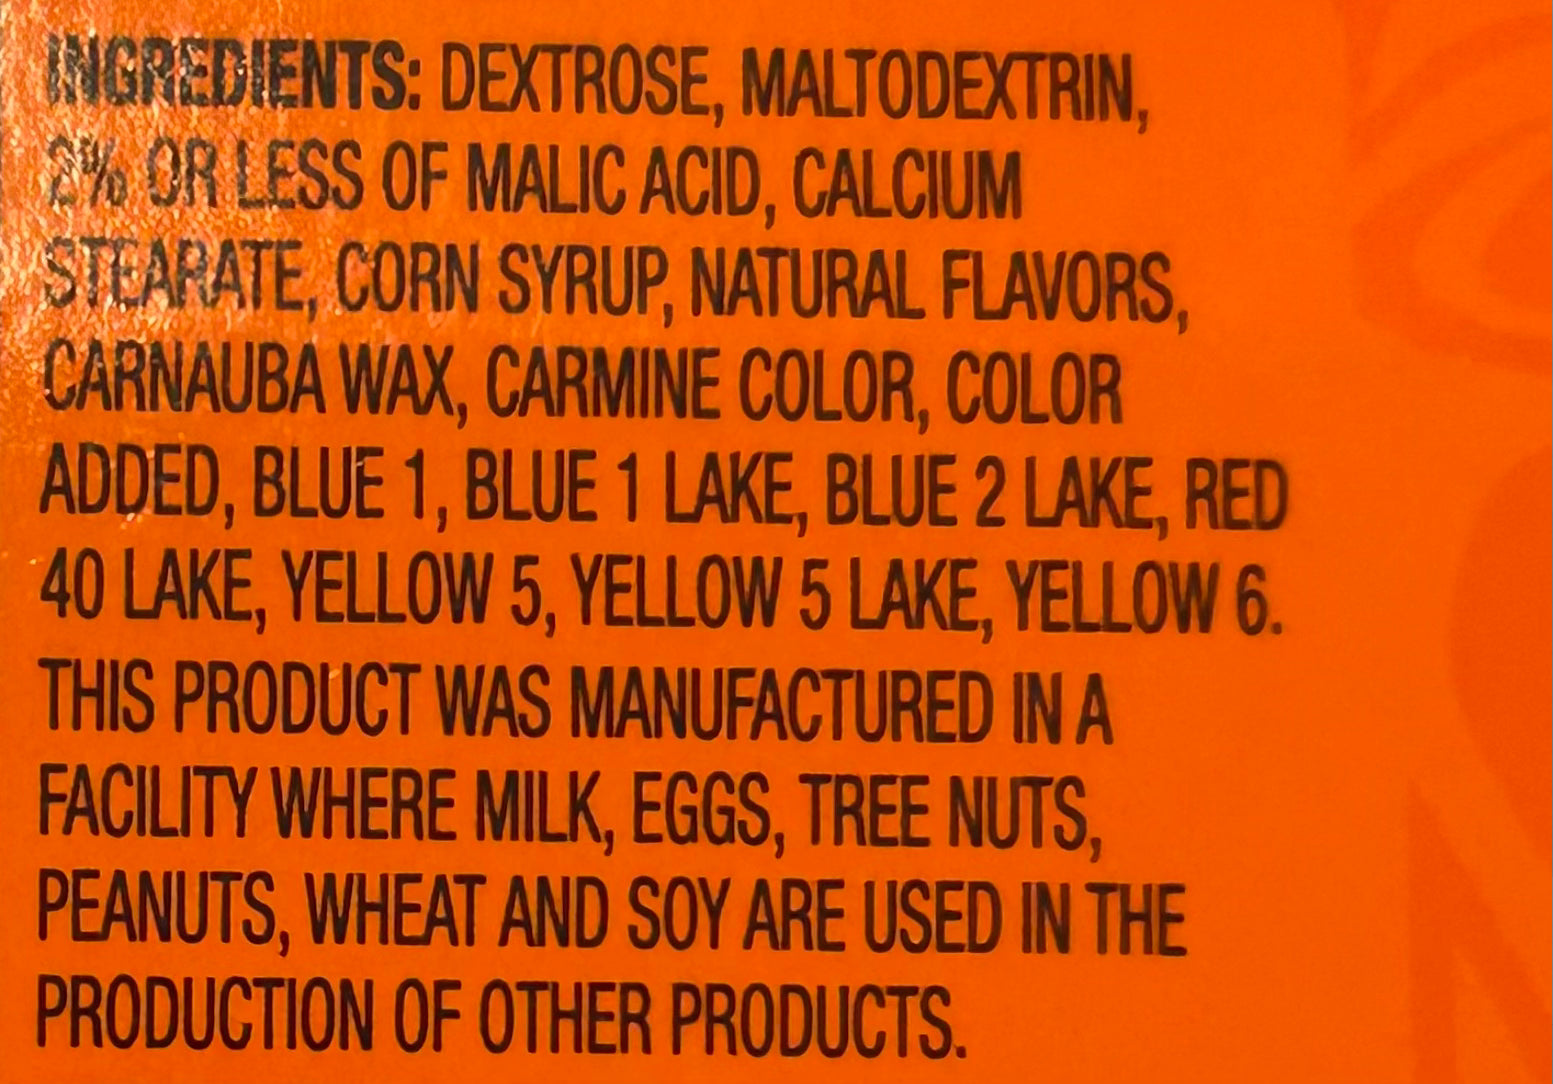 INGREDIENTS: DEXTROSE, MALTODEXTRIN,
2% OR LESS OF MALIC ACID, CALCIUM
STEARATE, CORN SYRUP, NATURAL FLAVORS,
CARNAUBA WAX, CARMINE COLOR, COLOR
ADDED, BLUE 1, BLUE 1 LAKE, BLUE 2 LAKE, RED
40 LAKE, YELLOW 5, YELLOW 5 LAKE, YELLOW 6.
THIS PRODUCT WAS MANUFACTURED IN A
FACILITY WHERE MILK, EGGS, TREE NUTS,
PEANUTS, WHEAT AND SOY ARE USED IN THE
PRODUCTION OF OTHER PRODUCTS.